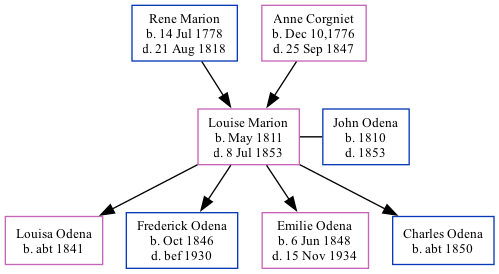 Rene Marion
b. 14 Jul 1778
d. 21 Aug 1818
Anne Corgniet
b. Dec 10,1776
d. 25 Sep 1847
Louise Marion
b. May 1811
d. 8 Jul 1853
John Odena
b. 1810
d. 1853
Louisa Odena
b. abt 1841
Frederick Odena
b. Oct 1846
d. bef 1930
Emilie Odena
b. 6 Jun 1848
d. 15 Nov 1934
Charles Odena
b. abt 1850